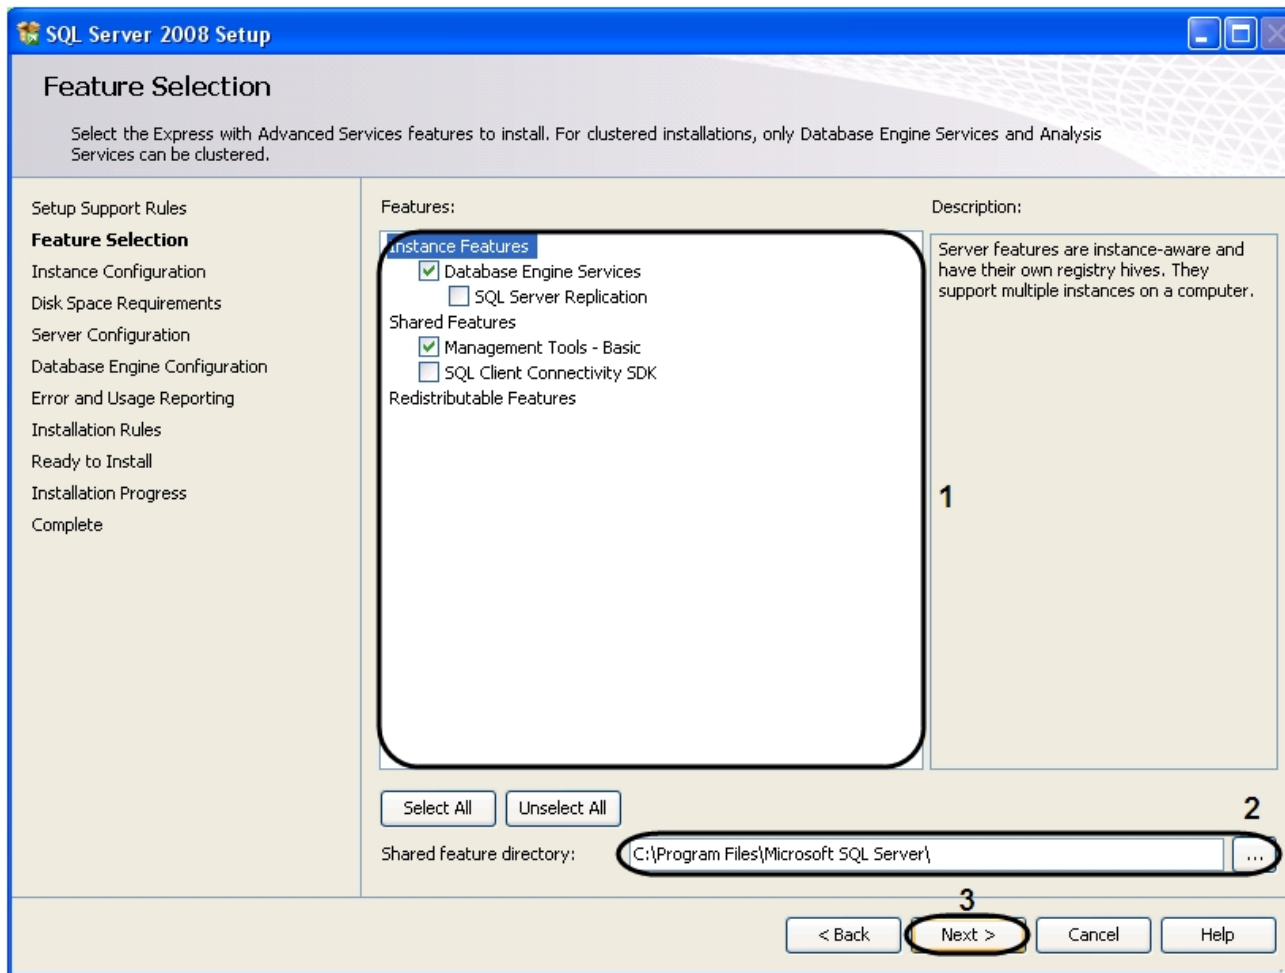 SQL Server 2008 Setup
Feature Selection
Select the Express with Advanced Services features to install. For clustered installations, only Database Engine Services and Analysis
Services can be clustered.
Setup Support Rules
Feature Selection
Instance Configuration
Disk Space Requirements
Server Configuration
Database Engine Configuration
Error and Usage Reporting
Installation Rules
Ready to Install
Installation Progress
Complete
Features:
Instance Features
Database Engine Services
SQL Server Replication
Shared Features
Management Tools - Basic
SQL Client Connectivity SDK
Redistributable Features
1
Description:
Server features are instance-aware and
have their own registry hives. They
support multiple instances on a computer.
Select All
Unselect All
2
Shared feature directory:
C:\Program Files\Microsoft SQL Server\
...
3
< Back
Next >
Cancel
Help